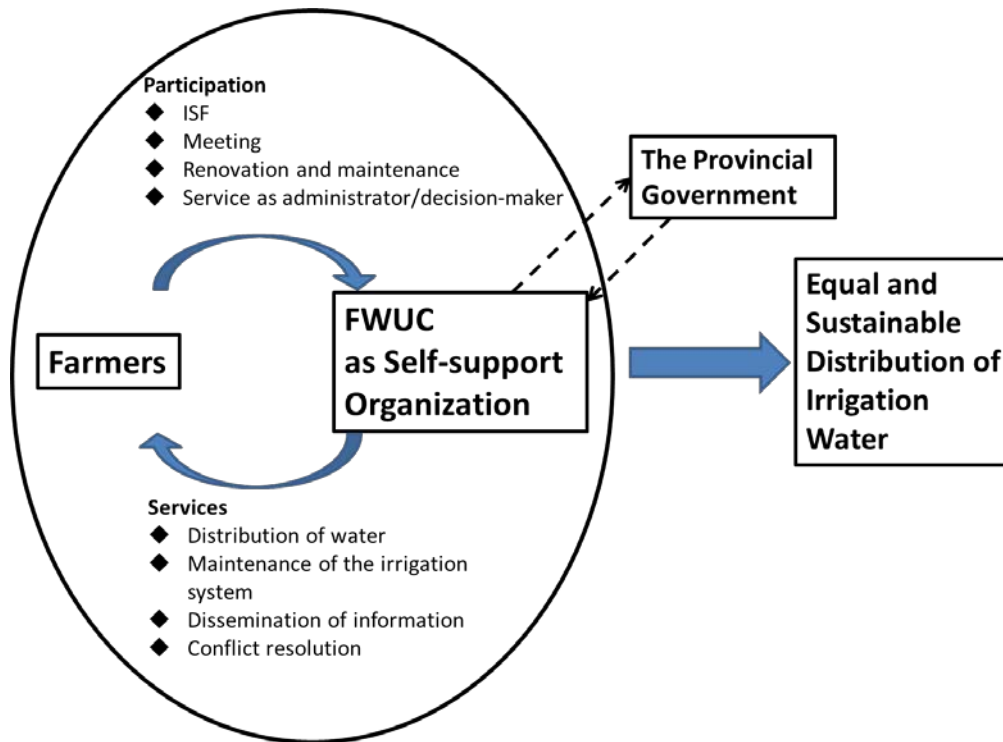 Participation
◆ ISF
◆ Meeting
◆ Renovation and maintenance
◆ Service as administrator/decision-maker
The Provincial
Government
Farmers
FWUC
as Self-support
Organization
Equal and
Sustainable
Distribution of
Irrigation
Water
Services
◆ Distribution of water
◆ Maintenance of the irrigation
system
◆ Dissemination of information
◆ Conflict resolution